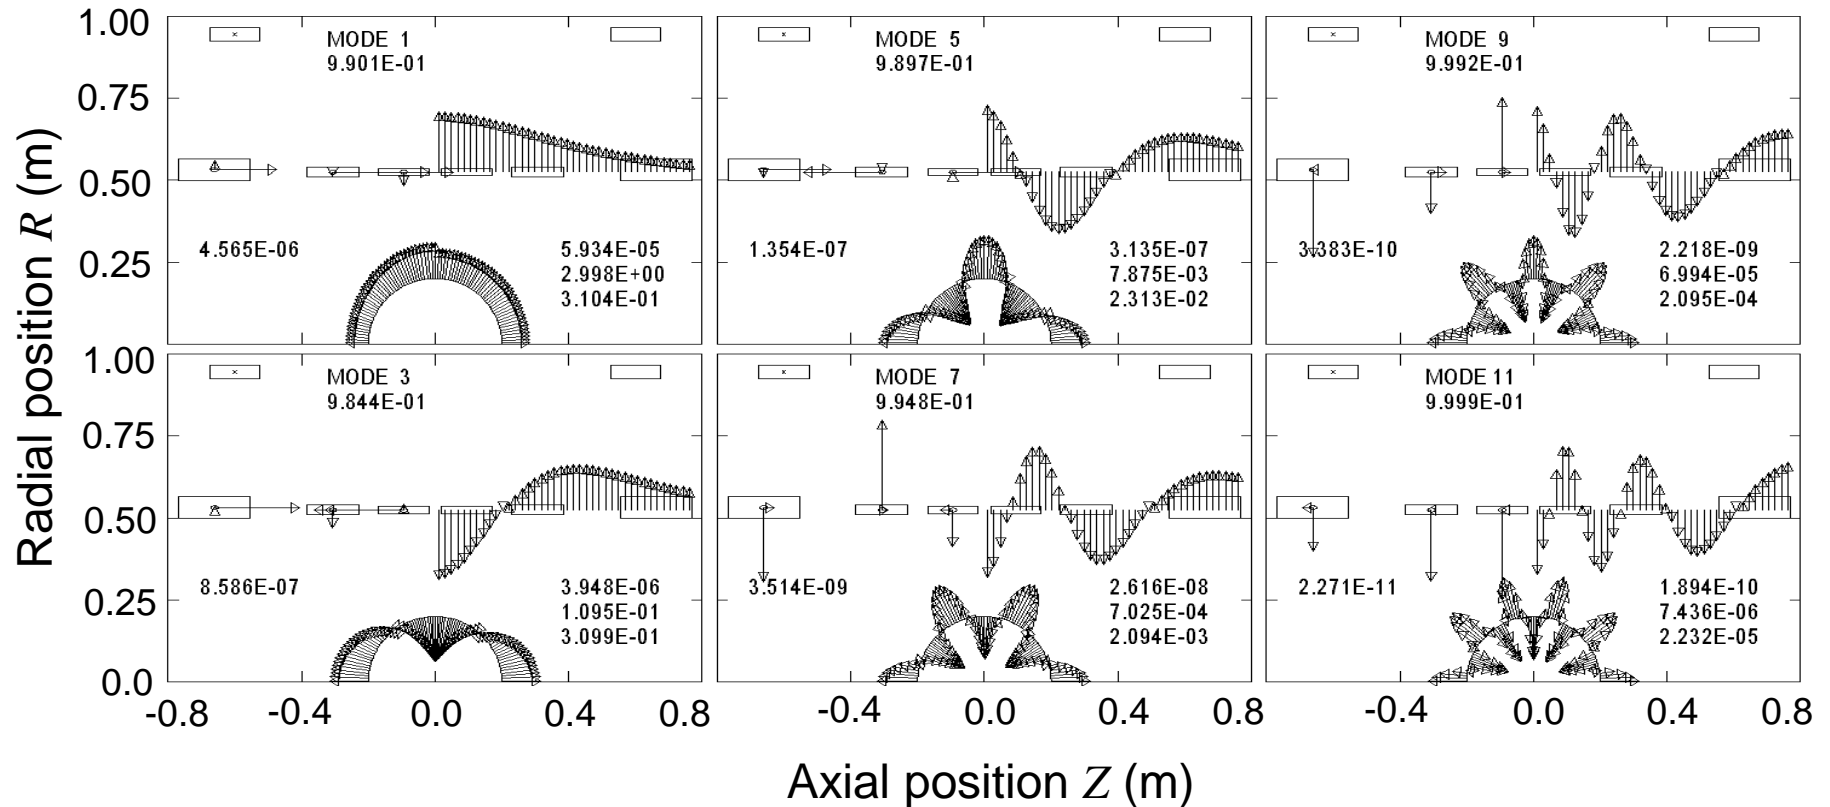 1.00
0.75
0.50
0.25
MODE 1
9.901E-01
4.565E-06
5.934E-05
2.998E+00
3.104E-01
MODE 5
9.897E-01
1.354E-07
3.135E-07
7.875E-03
2.313E-02
MODE 9
9.992E-01
3.383E-10
2.218E-09
6.994E-05
2.095E-04
Radial position R (m)
1.00
0.75
0.50
0.25
0.0
MODE 3
9.844E-01
8.586E-07
3.948E-06
1.095E-01
3.099E-01
MODE 7
9.948E-01
3.514E-09
2.616E-08
7.025E-04
2.094E-03
MODE 11
9.999E-01
2.271E-11
1.894E-10
7.436E-06
2.232E-05
-0.8 -0.4 0.0 0.4 0.8
-0.4 0.0 0.4 0.8
-0.4 0.0 0.4 0.8
Axial position Z (m)